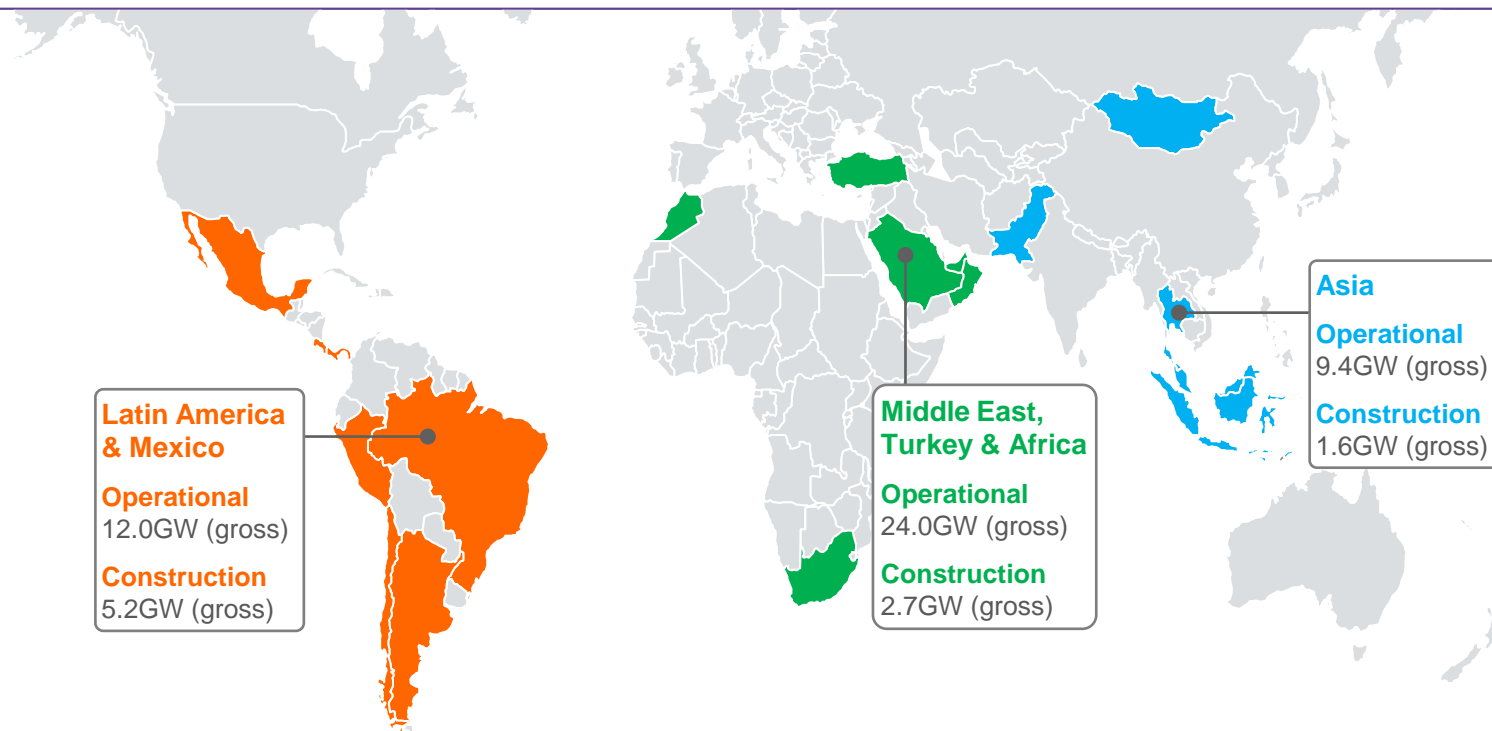 Latin America
& Mexico
Operational
12.0GW (gross)
Construction
5.2GW (gross)
Middle East,
Turkey & Africa
Operational
24.0GW (gross)
Construction
2.7GW (gross)
Asia
Operational
9.4GW (gross)
Construction
1.6GW (gross)